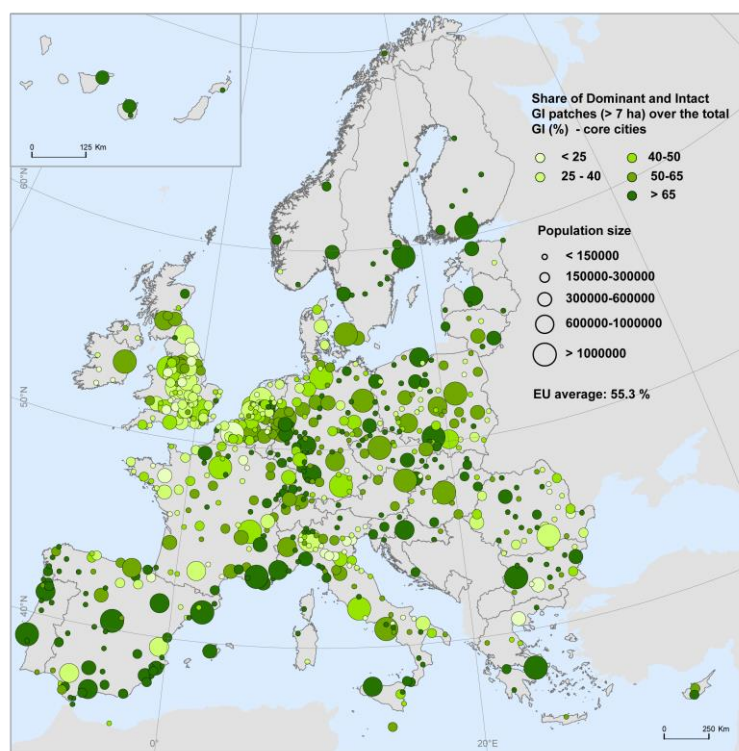 0 125 Km
Share of Dominant and Intact
GI patches (> 7 ha) over the total
GI (%) - core cities
< 25
25 - 40
40-50
50-65
> 65
Population size
< 150000
150000-300000
300000-600000
600000-1000000
> 1000000
EU average: 55.3 %
60°N
50°N
40°N
0°
20°E
0 250 Km